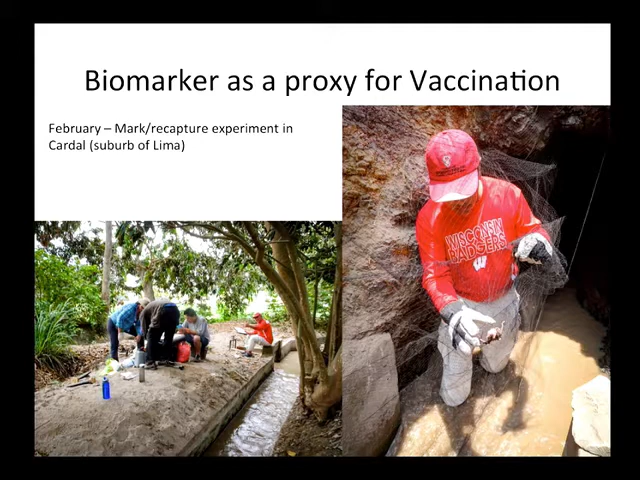 Biomarker as a proxy for Vaccination
February – Mark/recapture experiment in
Cardal (suburb of Lima)
WISCONSIN
BADGERS
W